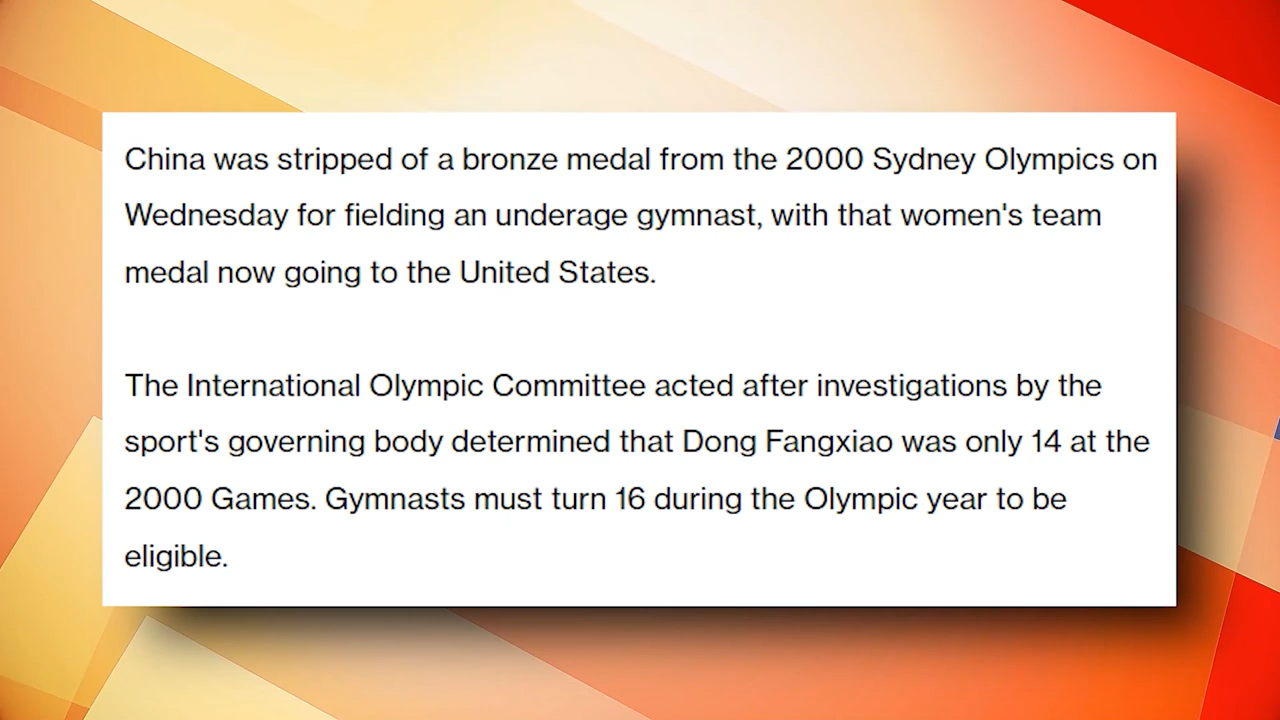 China was stripped of a bronze medal from the 2000 Sydney Olympics on
Wednesday for fielding an underage gymnast, with that women's team
medal now going to the United States.
The International Olympic Committee acted after investigations by the
sport's governing body determined that Dong Fangxiao was only 14 at the
2000 Games. Gymnasts must turn 16 during the Olympic year to be
eligible.